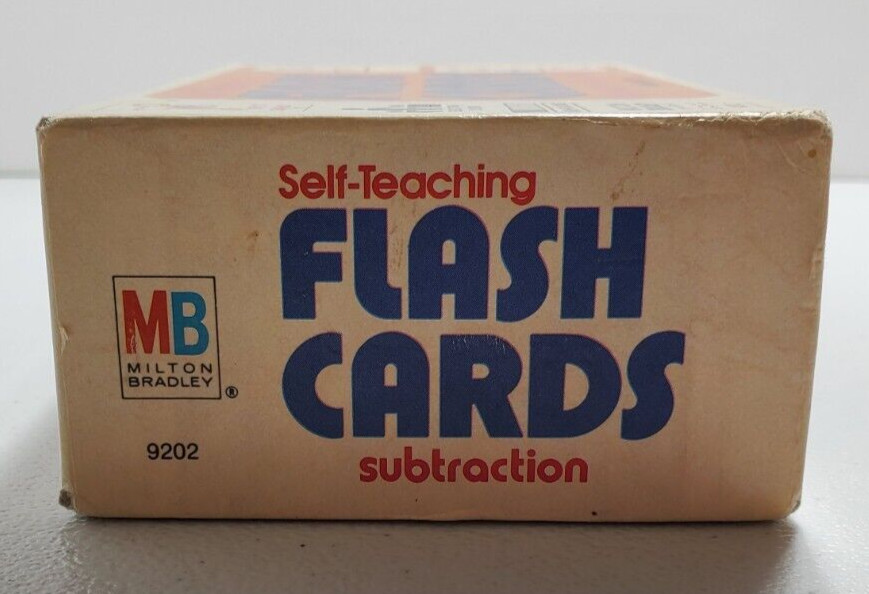 Self-Teaching
FLASH
CARDS
subtraction
MB
MILTON
BRADLEY
®
9202